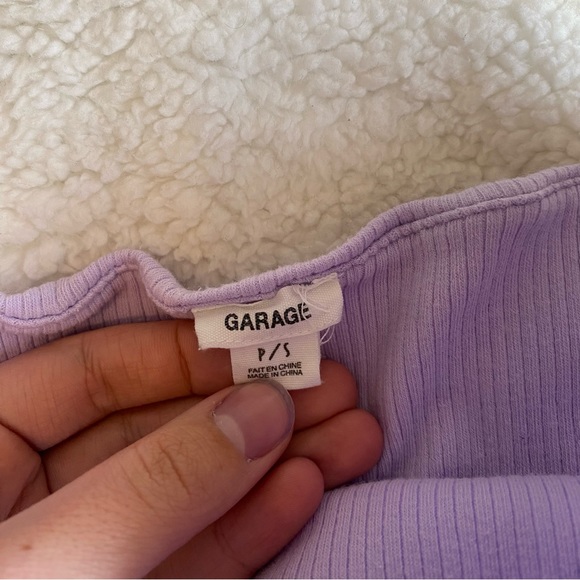 GARAGE
P/S
FAIT EN CHINE
MADE IN CHINA